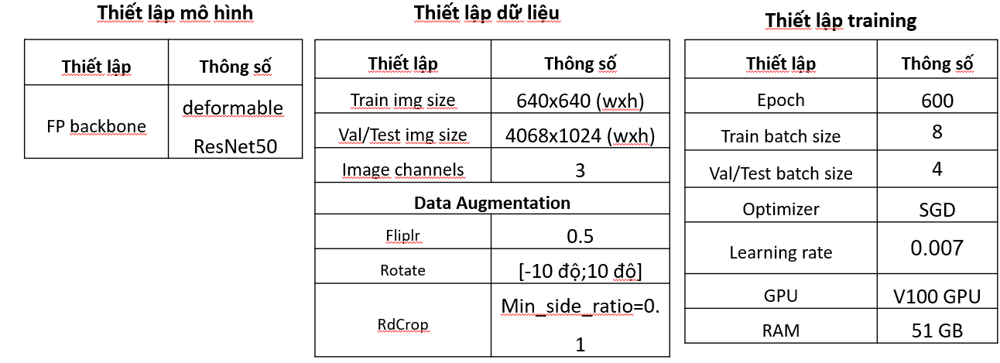 Thiết lập mô hình
Thiết lập Thông số
FP backbone deformable
ResNet50
Thiết lập dữ liệu
Thiết lập Thông số
Train img size 640x640 (wxh)
Val/Test img size 4068x1024 (wxh)
Image channels 3
Data Augmentation
Fliplr 0.5
Rotate [-10 độ;10 độ]
RdCrop Min_side_ratio=0.
1
Thiết lập training
Thiết lập Thông số
Epoch 600
Train batch size 8
Val/Test batch size 4
Optimizer SGD
Learning rate 0.007
GPU V100 GPU
RAM 51 GB